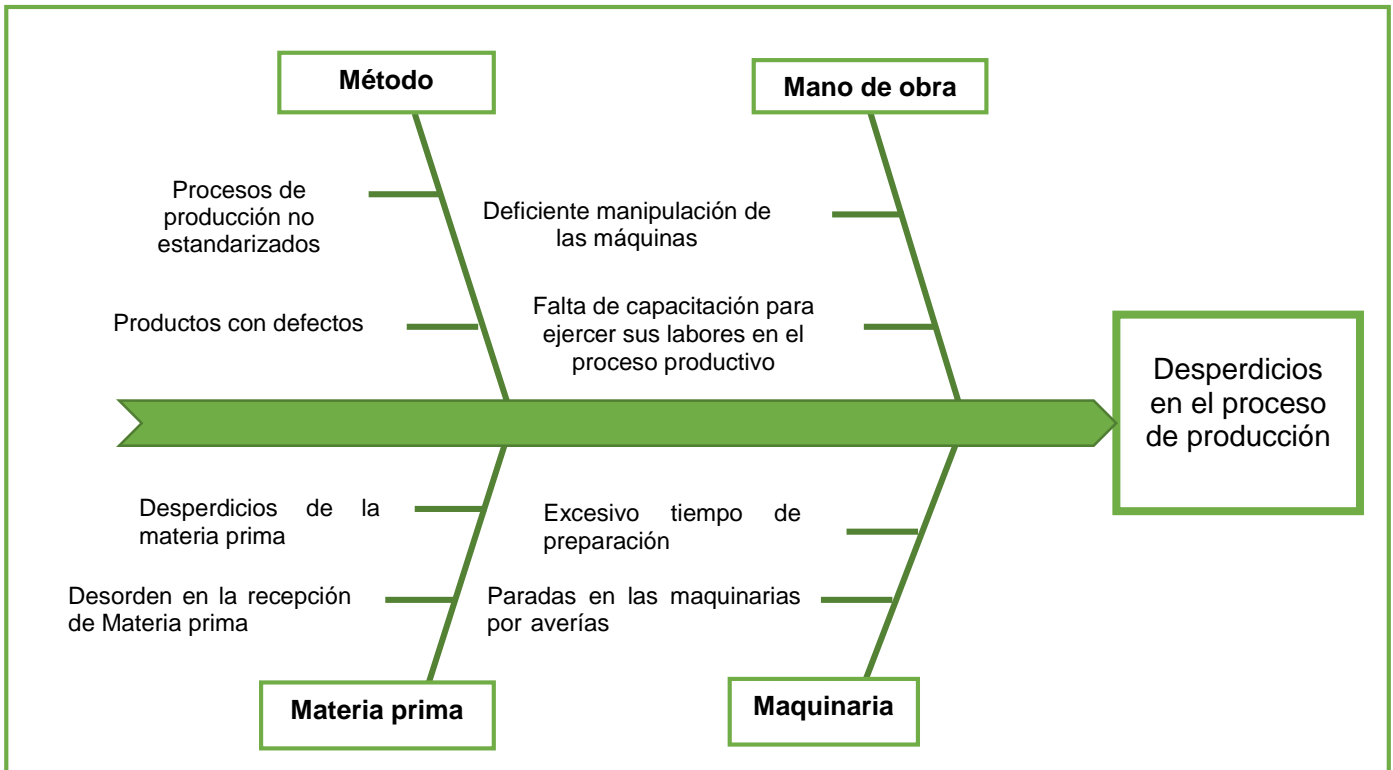 Método
Mano de obra
Procesos de
producción no
estandarizados
Deficiente manipulación de
las máquinas
Productos con defectos
Falta de capacitación para
ejercer sus labores en el
proceso productivo
Desperdicios
en el proceso
de producción
Desperdicios de la
materia prima
Excesivo tiempo de
preparación
Desorden en la recepción
de Materia prima
Paradas en las maquinarias
por averías
Materia prima
Maquinaria